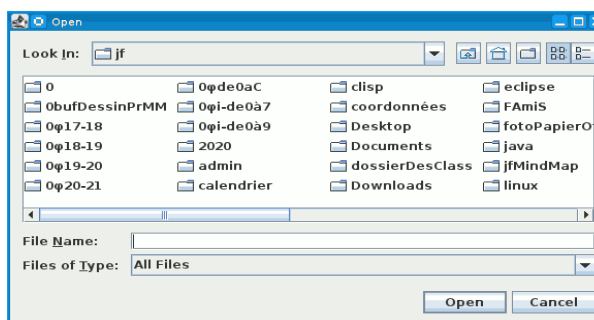 Open
Look In: jf
0 0φde0aC clisp eclipse
0bufDessinPrMM 0φi-de0à7 coordonnées FAmiS
0φ17-18 0φi-de0à9 Desktop fotoPapierO
0φ18-19 2020 Documents java
0φ19-20 admin dossierDesClass jfMindMap
0φ20-21 calendrier Downloads linux
File Name:
Files of Type: All Files
Open Cancel